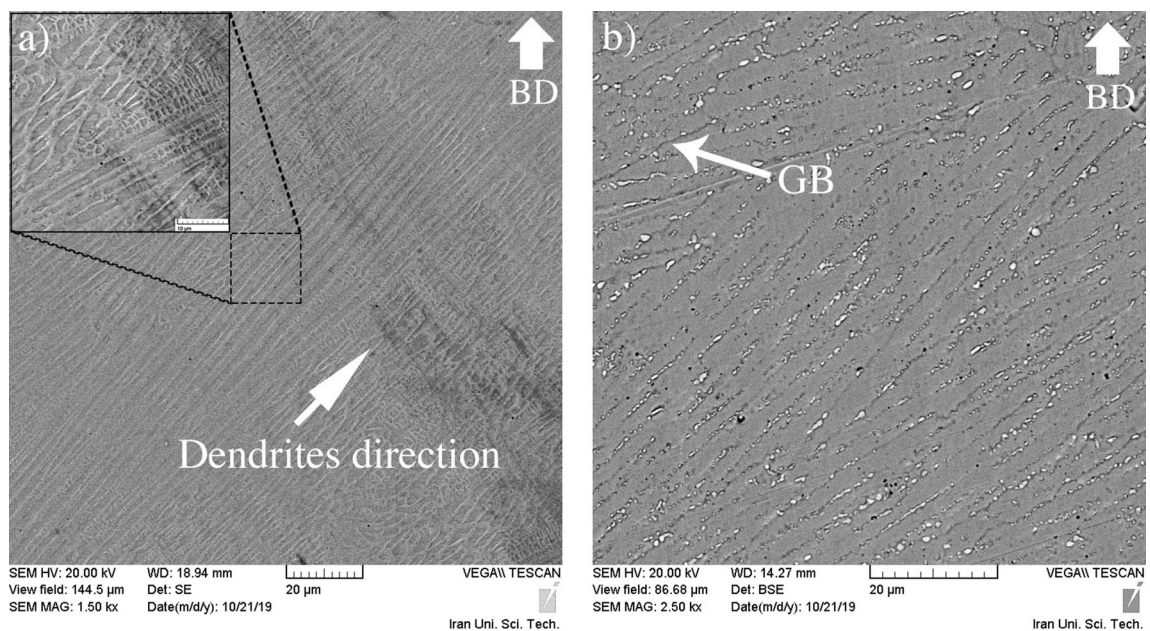 a)
BD
10 µm
Dendrites direction
SEM HV: 20.00 kV WD: 18.94 mm VEGA\\ TESCAN
View field: 144.5 µm Det: SE 20 µm
SEM MAG: 1.50 kx Date(m/d/y): 10/21/19
Iran Uni. Sci. Tech.
b)
BD
GB
SEM HV: 20.00 kV WD: 14.27 mm VEGA\\ TESCAN
View field: 86.68 µm Det: BSE 20 µm
SEM MAG: 2.50 kx Date(m/d/y): 10/21/19
Iran Uni. Sci. Tech.